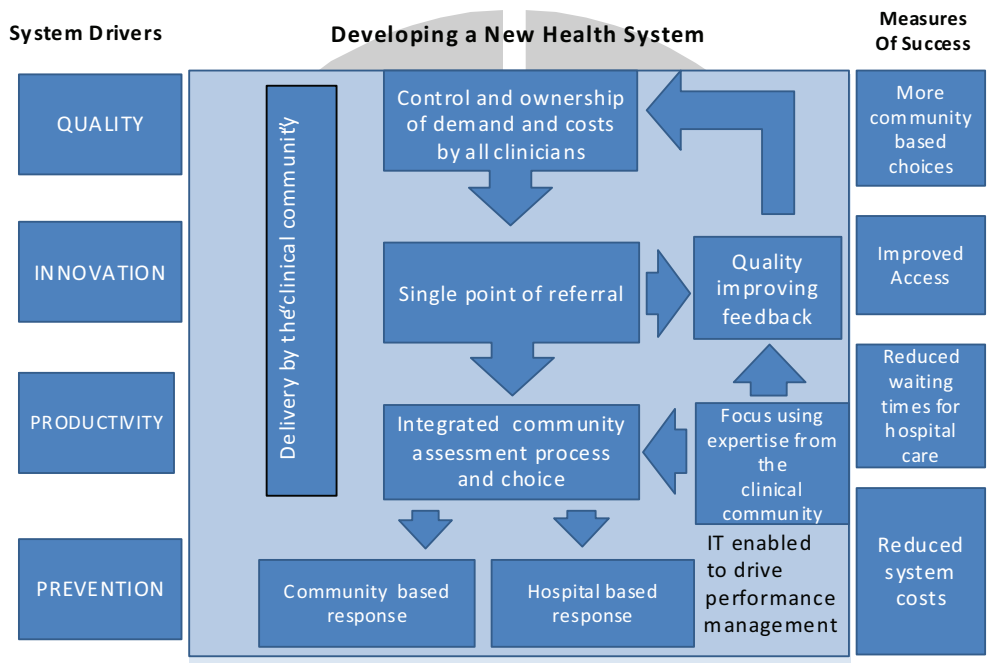 System Drivers
Developing a New Health System
Measures
Of Success
QUALITY
INNOVATION
PRODUCTIVITY
PREVENTION
Delivery by the “clinical community”
Control and ownership
of demand and costs
by all clinicians
Single point of referral
Integrated community
assessment process
and choice
Community based
response
Hospital based
response
Quality
improving
feedback
Focus using
expertise from
the
clinical
community
IT enabled
to drive
performance
management
More
community
based
choices
Improved
Access
Reduced
waiting
times for
hospital
care
Reduced
system
costs